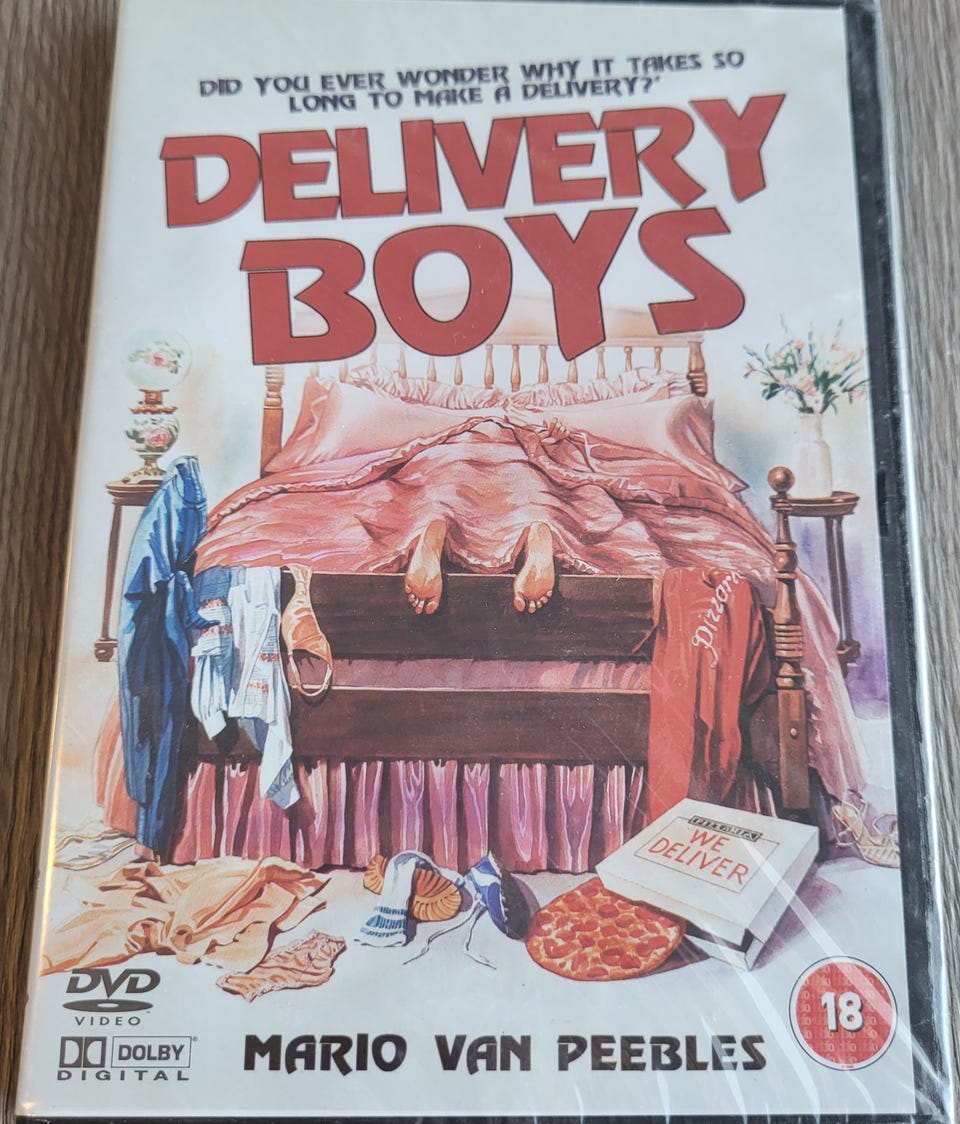 DID YOU EVER WONDER WHY IT TAKES SO
LONG TO MAKE A DELIVERY?'
DELIVERY
BOYS
WE
DELIVER
DVD
VIDEO
DOLBY
DIGITAL
MARIO VAN PEEBLES
18